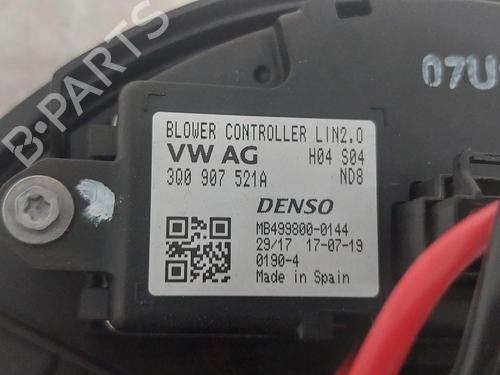 B-PARTS
07U
BLOWER CONTROLLER LIN2.0
VW AG H04 S04
3Q0 907 521A ND8
DENSO
MB499800-0144
29/17 17-07-19
0190-4
Made in Spain